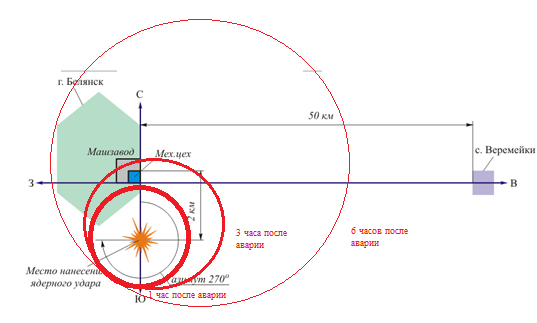 г. Белянск
С
50 км
с. Веремейки
Машзавод
Мех.цех
З
В
2 км
3 часа после
аварии
6 часов после
аварии
Место нанесения
ядерного удара
азимут 270°
1 час после аварии
Ю